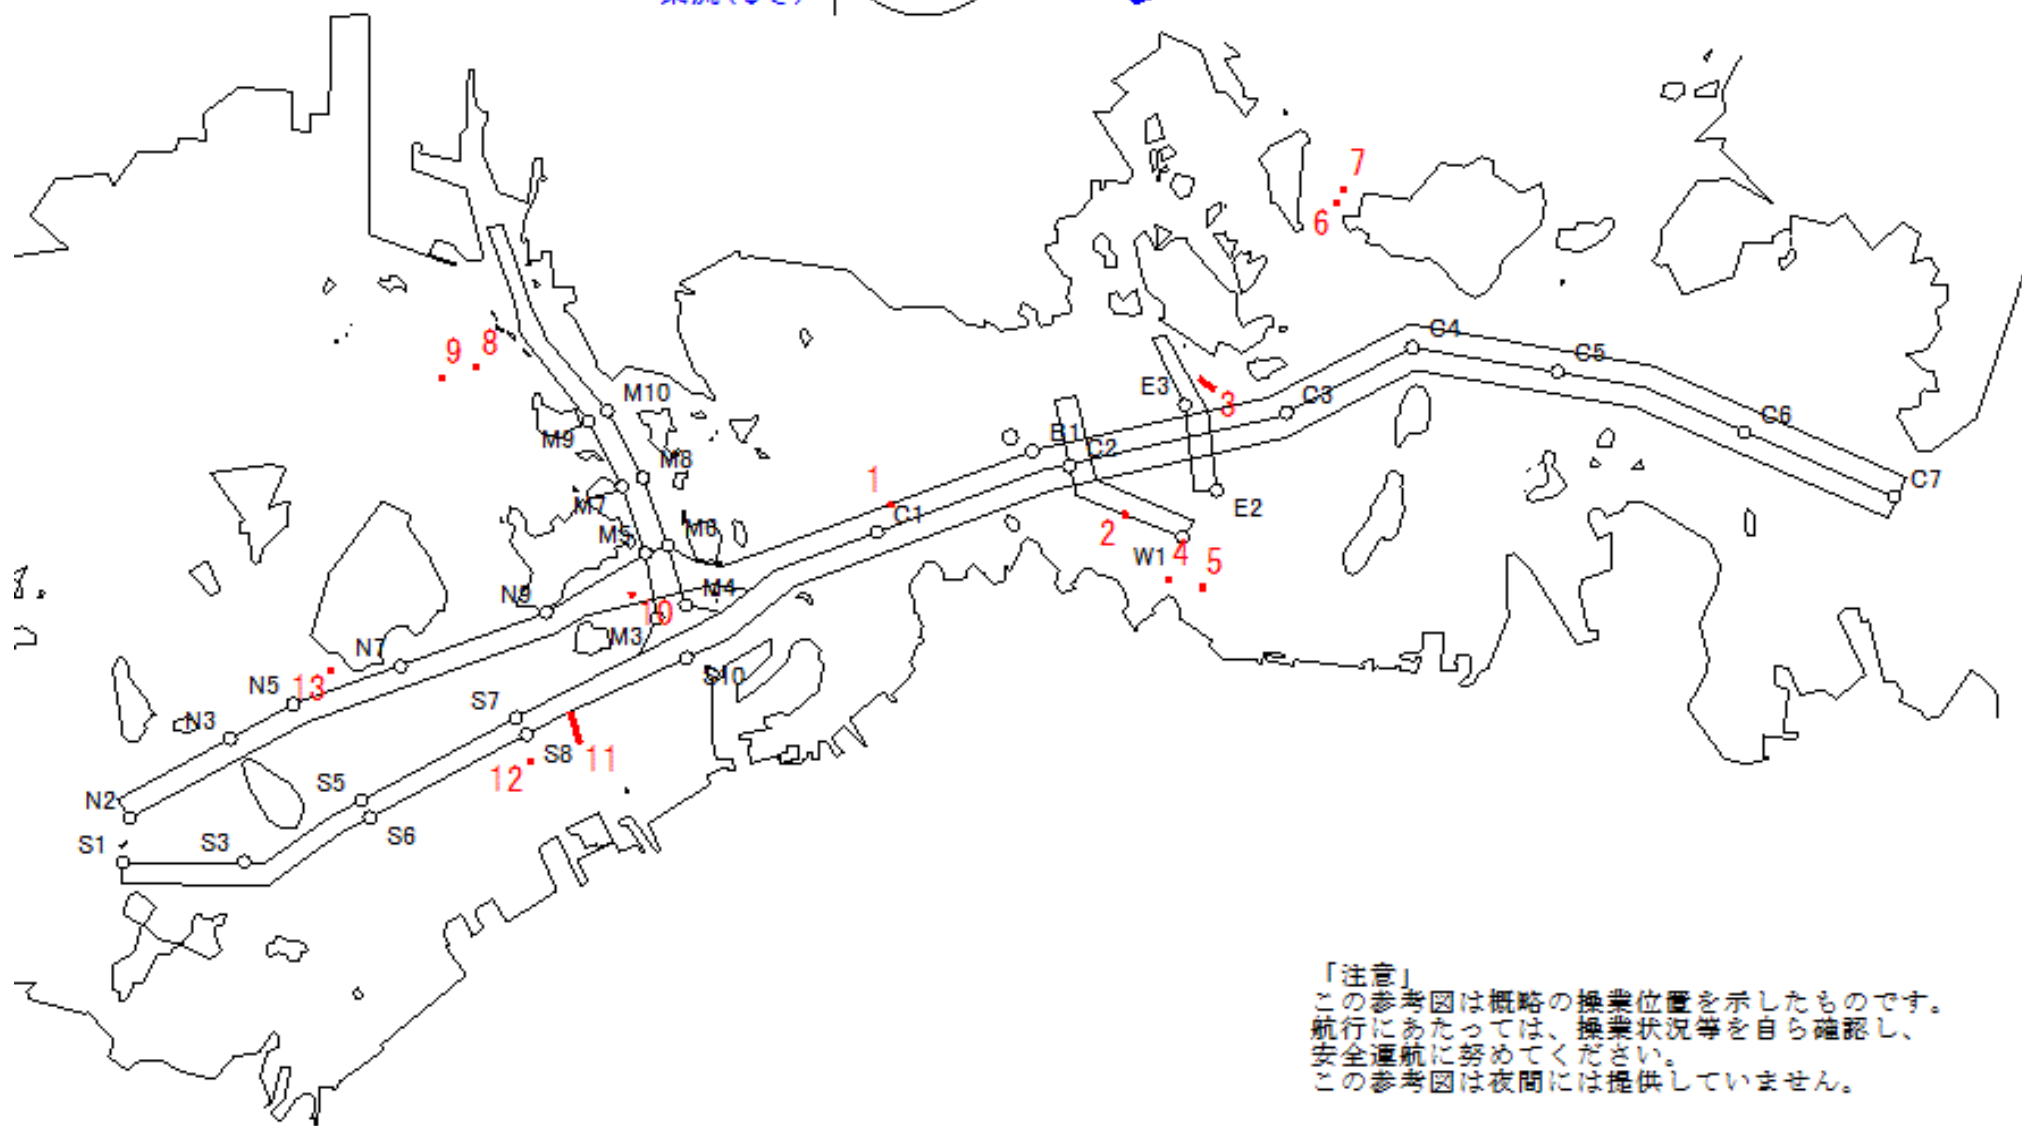 7
6
C4
C5
9
8
E3
M10
3
C3
C6
M9
B1
C2
M8
C7
M7
1
E2
M5
M6
C1
2
W1
4
5
N9
M4
10
M3
N7
N5
13
S10
S7
N3
S8
11
12
N2
S5
S6
S1
S3
「注意」
この参考図は概略の操業位置を示したものです。
航行にあたっては、操業状況等を自ら確認し、
安全運航に努めてください。
この参考図は夜間には提供していません。